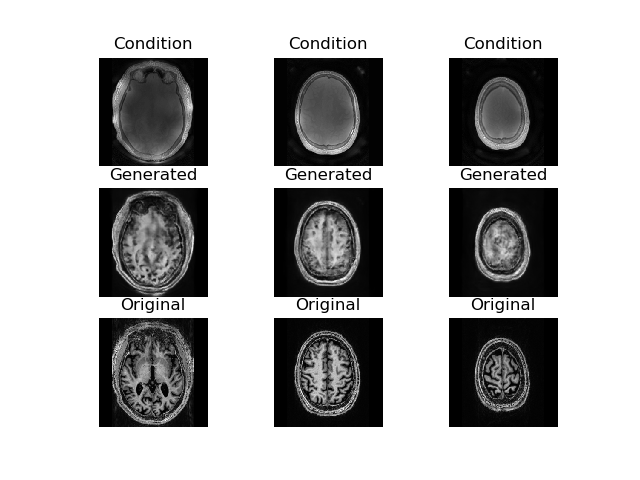 Condition Condition Condition
Generated Generated Generated
Original Original Original